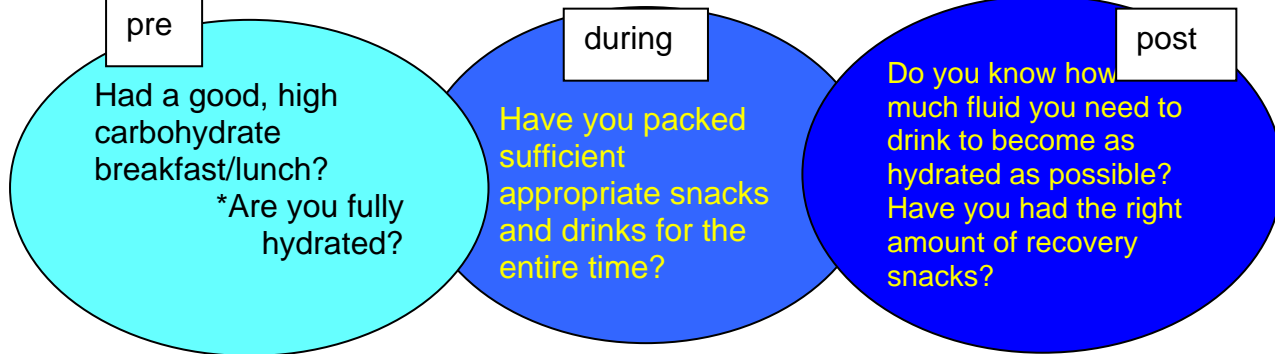 pre
Had a good, high
carbohydrate
breakfast/lunch?
*Are you fully
hydrated?
during
Have you packed
sufficient
appropriate snacks
and drinks for the
entire time?
post
Do you know how
much fluid you need to
drink to become as
hydrated as possible?
Have you had the right
amount of recovery
snacks?